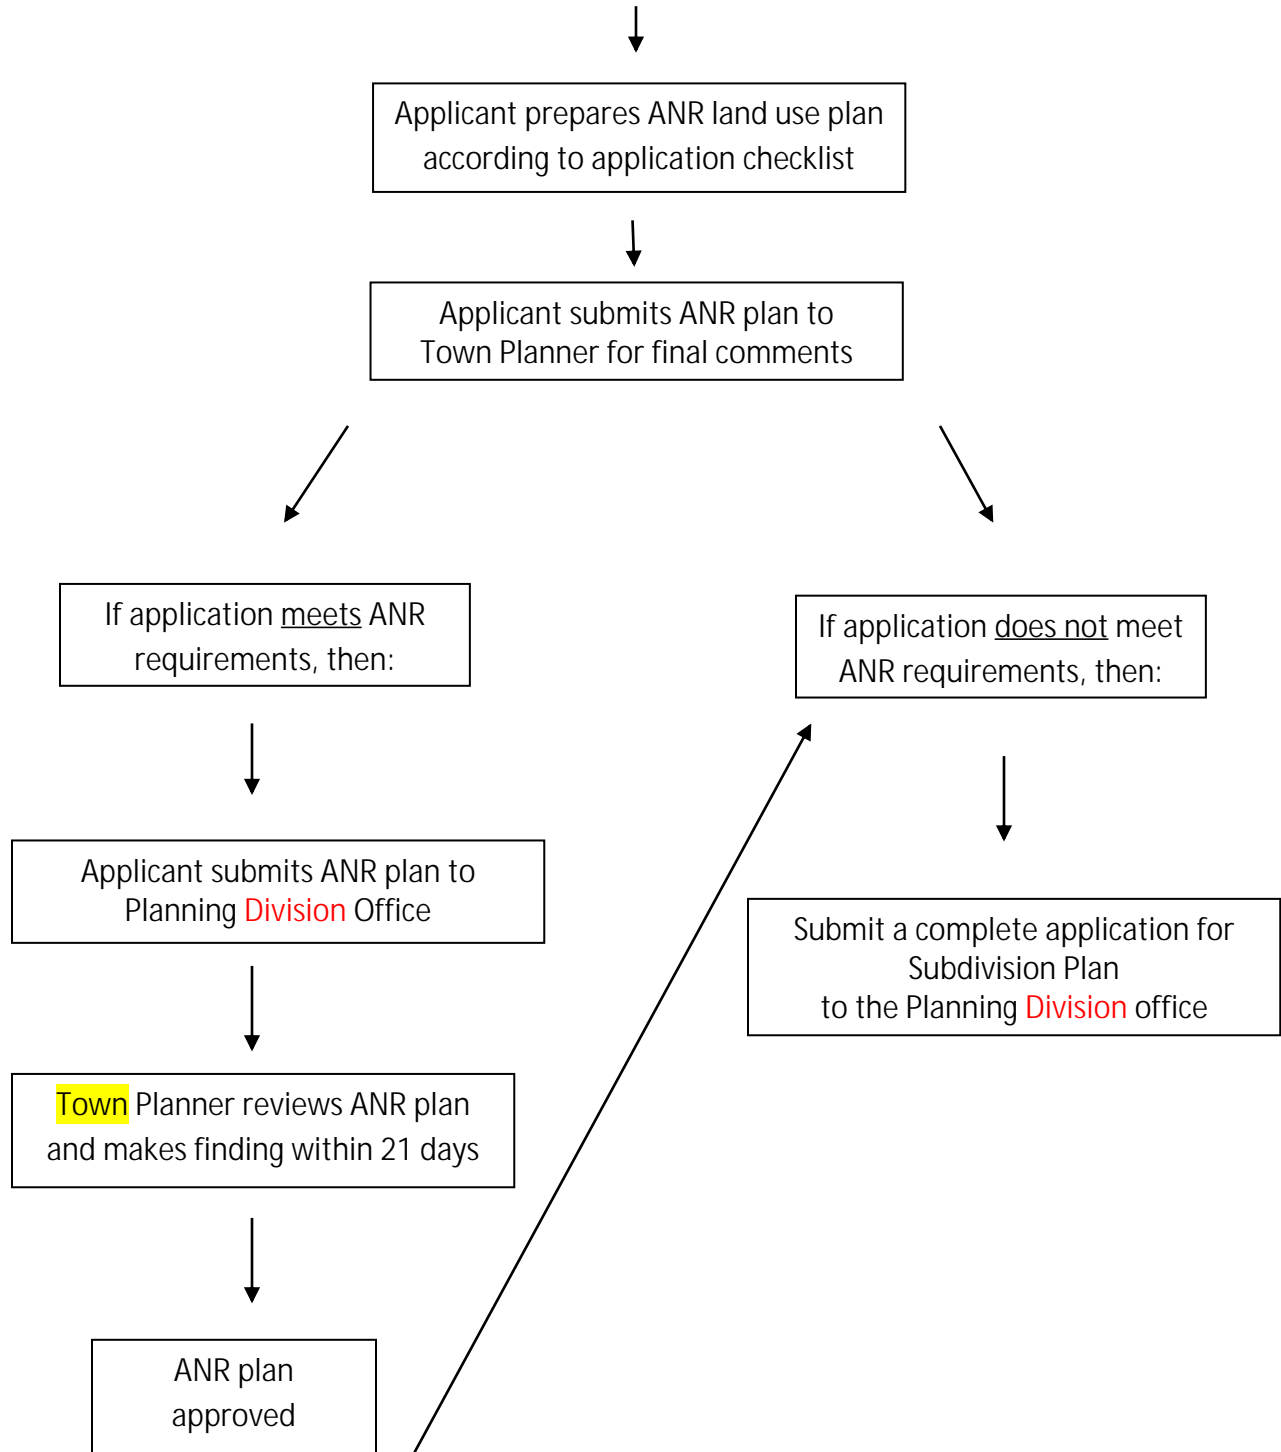 Applicant prepares ANR land use plan
according to application checklist
Applicant submits ANR plan to
Town Planner for final comments
If application meets ANR
requirements, then:
If application does not meet
ANR requirements, then:
Applicant submits ANR plan to
Planning Division Office
Submit a complete application for
Subdivision Plan
to the Planning Division office
Town Planner reviews ANR plan
and makes finding within 21 days
ANR plan
approved